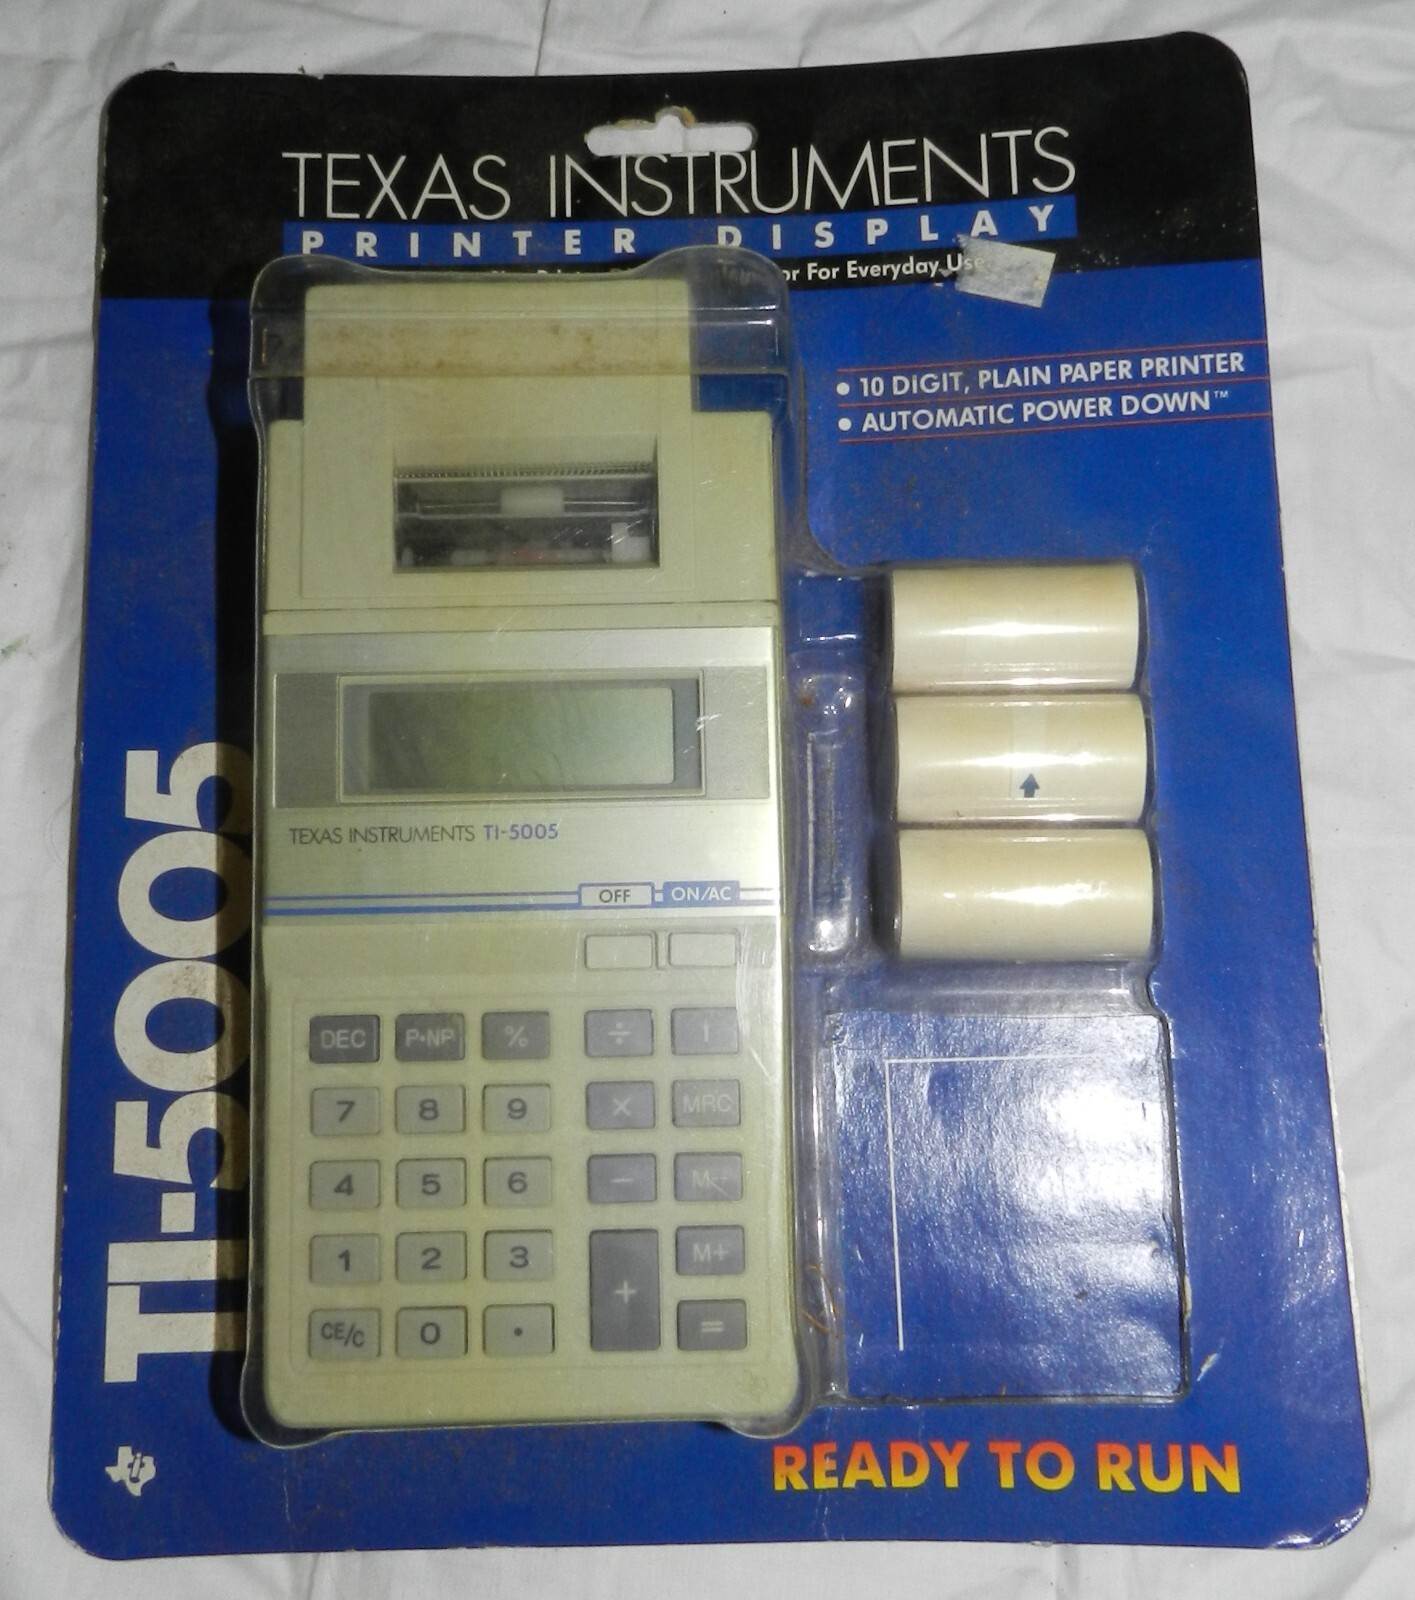 TEXAS INSTRUMENTS
PRINTER DISPLAY
For Everyday Use
• 10 DIGIT, PLAIN PAPER PRINTER
• AUTOMATIC POWER DOWN™
TI-5005
TEXAS INSTRUMENTS TI-5005
OFF ON/AC
DEC P•NP % ÷ ↑
7 8 9 × MRC
4 5 6 − M−
1 2 3 + M+
CE/C 0 • =
READY TO RUN